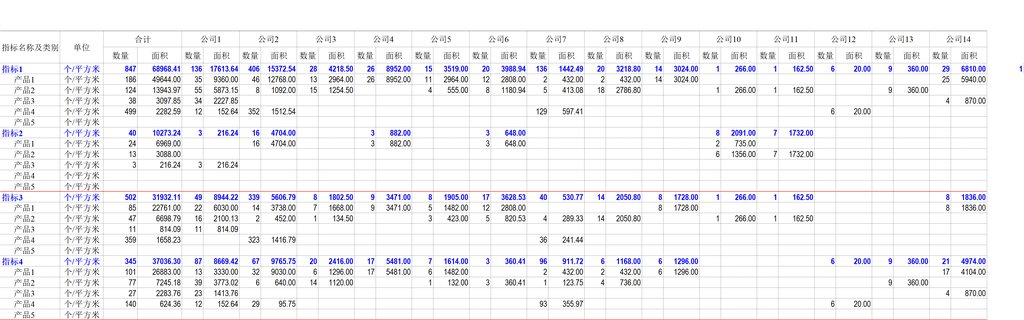 指标名称及类别 单位 合计 公司1 公司2 公司3 公司4 公司5 公司6 公司7 公司8 公司9 公司10 公司11 公司12 公司13 公司14
数量 面积 数量 面积 数量 面积 数量 面积 数量 面积 数量 面积 数量 面积 数量 面积 数量 面积 数量 面积 数量 面积 数量 面积 数量 面积 数量 面积 数量 面积
指标1 个/平方米 847 68968.41 136 17613.64 406 15372.54 28 4218.50 26 8952.00 15 3519.00 20 3988.94 136 1442.49 20 3218.80 14 3024.00 1 266.00 1 162.50 6 20.00 9 360.00 29 6810.00
产品1 个/平方米 186 49644.00 35 9360.00 46 12768.00 13 2964.00 26 8952.00 11 2964.00 12 2808.00 2 432.00 2 432.00 14 3024.00 25 5940.00
产品2 个/平方米 124 13943.97 55 5873.15 8 1092.00 15 1254.50 4 555.00 8 1180.94 5 413.08 18 2786.80 1 266.00 1 162.50 9 360.00
产品3 个/平方米 38 3097.85 34 2227.85 4 870.00
产品4 个/平方米 499 2282.59 12 152.64 352 1512.54 129 597.41 6 20.00
产品5 个/平方米
指标2 个/平方米 40 10273.24 3 216.24 16 4704.00 3 882.00 3 648.00 8 2091.00 7 1732.00
产品1 个/平方米 24 6969.00 16 4704.00 3 882.00 3 648.00 2 735.00
产品2 个/平方米 13 3088.00 6 1356.00 7 1732.00
产品3 个/平方米 3 216.24 3 216.24
产品4 个/平方米
产品5 个/平方米
指标3 个/平方米 502 31932.11 49 8944.22 339 5606.79 8 1802.50 9 3471.00 8 1905.00 17 3628.53 40 530.77 14 2050.80 8 1728.00 1 266.00 1 162.50 8 1836.00
产品1 个/平方米 85 22761.00 22 6030.00 14 3738.00 7 1668.00 9 3471.00 5 1482.00 12 2808.00 8 1728.00 8 1836.00
产品2 个/平方米 47 6698.79 16 2100.13 2 452.00 1 134.50 3 423.00 5 820.53 4 289.33 14 2050.80 1 266.00 1 162.50
产品3 个/平方米 11 814.09 11 814.09
产品4 个/平方米 359 1658.23 323 1416.79 36 241.44
产品5 个/平方米
指标4 个/平方米 345 37036.30 87 8669.42 67 9765.75 20 2416.00 17 5481.00 7 1614.00 3 360.41 96 911.72 6 1168.00 6 1296.00 6 20.00 9 360.00 21 4974.00
产品1 个/平方米 101 26883.00 13 3330.00 32 9030.00 6 1296.00 17 5481.00 6 1482.00 2 432.00 2 432.00 6 1296.00 17 4104.00
产品2 个/平方米 77 7245.18 39 3773.02 6 640.00 14 1120.00 1 132.00 3 360.41 1 123.75 4 736.00 9 360.00
产品3 个/平方米 27 2283.76 23 1413.76 4 870.00
产品4 个/平方米 140 624.36 12 152.64 29 95.75 93 355.97 6 20.00
产品5 个/平方米